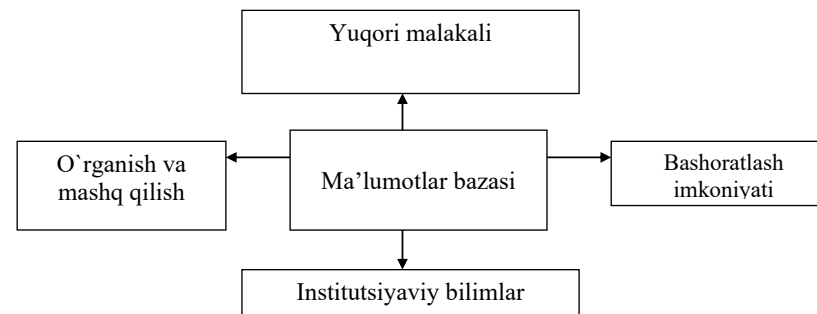 Yuqori malakali
O`rganish va
mashq qilish
Ma’lumotlar bazasi
Bashoratlash
imkoniyati
Institutsiyaviy bilimlar